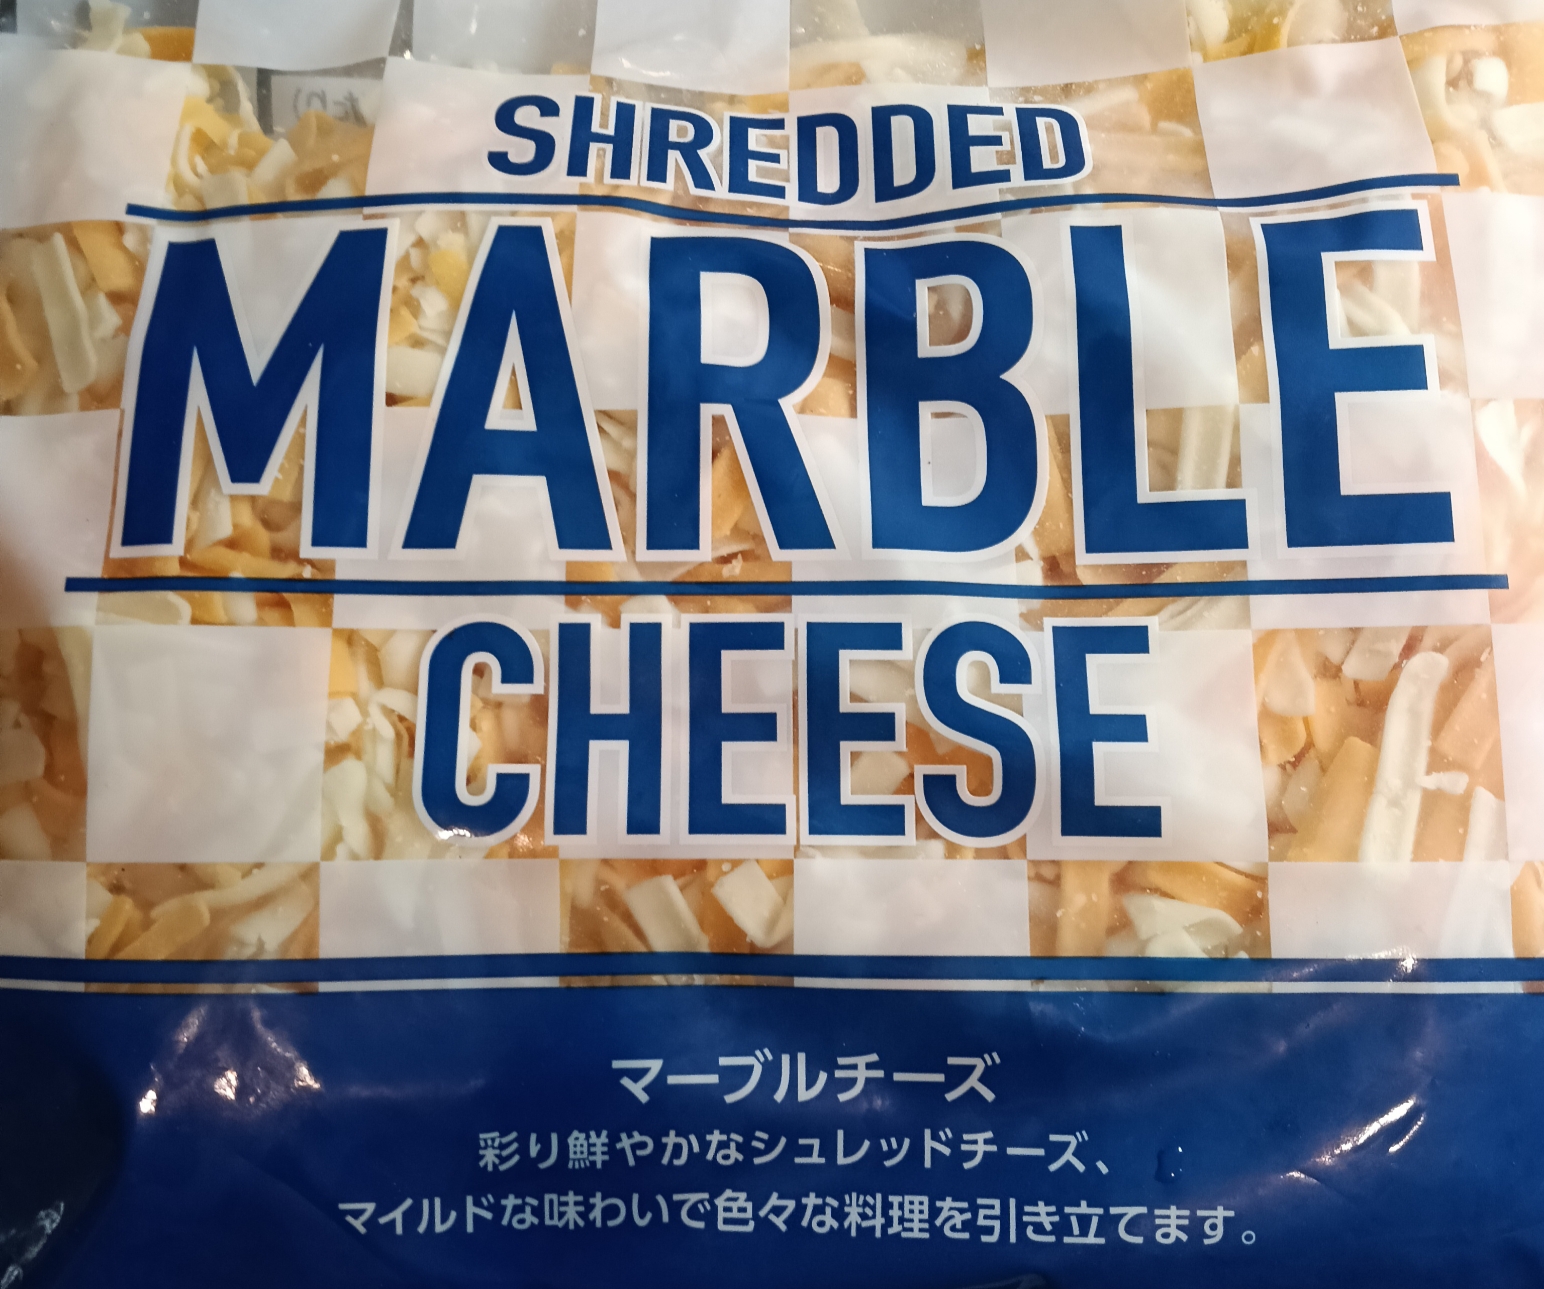 SHREDDED
MARBLE
CHEESE
マーブルチーズ
彩り鮮やかなシュレッドチーズ、
マイルドな味わいで色々な料理を引き立てます。